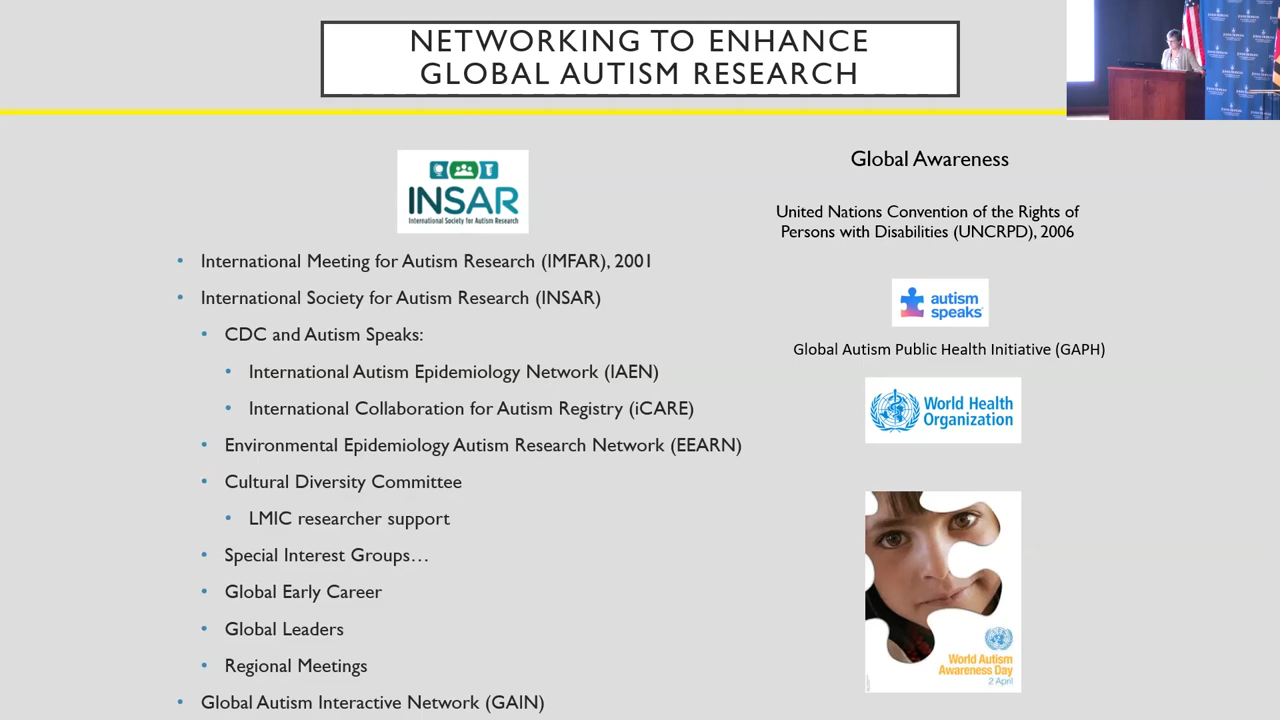 NETWORKING TO ENHANCE
GLOBAL AUTISM RESEARCH
INSAR
International Society for Autism Research
• International Meeting for Autism Research (IMFAR), 2001
• International Society for Autism Research (INSAR)
• CDC and Autism Speaks:
• International Autism Epidemiology Network (IAEN)
• International Collaboration for Autism Registry (iCARE)
• Environmental Epidemiology Autism Research Network (EEARN)
• Cultural Diversity Committee
• LMIC researcher support
• Special Interest Groups…
• Global Early Career
• Global Leaders
• Regional Meetings
• Global Autism Interactive Network (GAIN)
Global Awareness
United Nations Convention of the Rights of
Persons with Disabilities (UNCRPD), 2006
autism
speaks
Global Autism Public Health Initiative (GAPH)
World Health
Organization
World Autism
Awareness Day
2 April